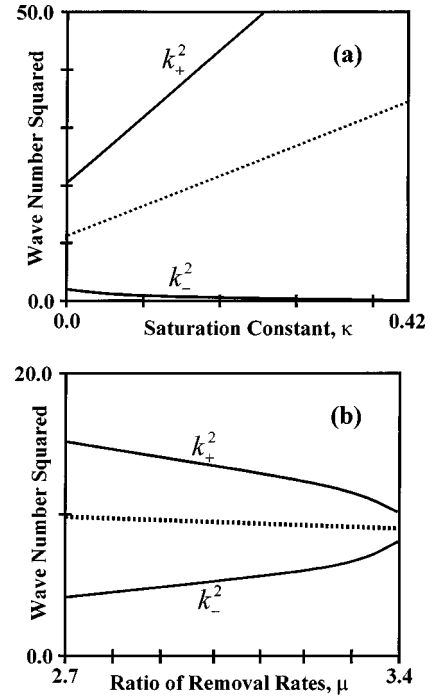 50.0
k₊²
(a)
Wave Number Squared
k₋²
0.0
0.0
0.42
Saturation Constant, κ
20.0
(b)
k₊²
Wave Number Squared
k₋²
0.0
2.7
3.4
Ratio of Removal Rates, μ